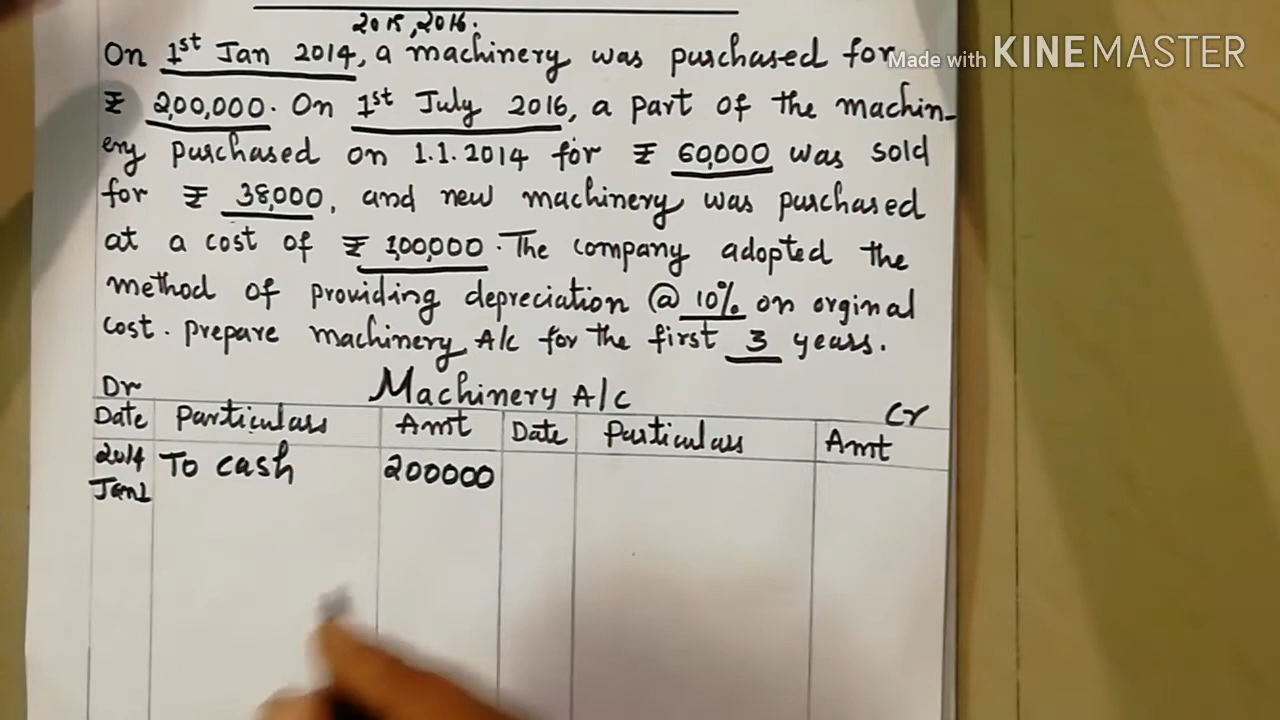 2015, 2016.
On 1st Jan 2014, a machinery was purchased for
Made with KINEMASTER
₹ 2,00,000. On 1st July 2016, a part of the machin-
ery purchased on 1.1.2014 for ₹ 60,000 was sold
for ₹ 38,000, and new machinery was purchased
at a cost of ₹ 1,00,000. The company adopted the
method of providing depreciation @ 10% on orginal
cost. prepare machinery A/c for the first 3 years.
Dr Machinery A/c Cr
Date Particulars Amt Date Particulars Amt
2014 To cash 200000
Jan1